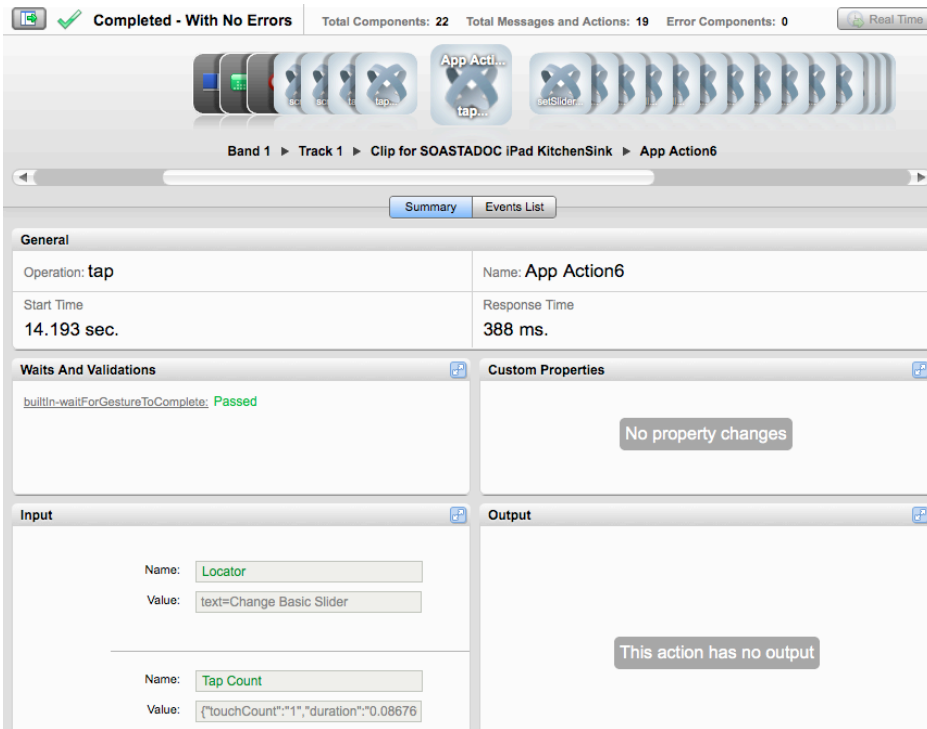 Completed - With No Errors Total Components: 22 Total Messages and Actions: 19 Error Components: 0 Real Time
App Acti...
tap...
tap...
setSlider...
Band 1 ▶ Track 1 ▶ Clip for SOASTADOC iPad KitchenSink ▶ App Action6
Summary Events List
General
Operation: tap Name: App Action6
Start Time Response Time
14.193 sec. 388 ms.
Waits And Validations Custom Properties
builtIn-waitForGestureToComplete: Passed
No property changes
Input Output
Name: Locator
Value: text=Change Basic Slider
This action has no output
Name: Tap Count
Value: {"touchCount":"1","duration":"0.08676